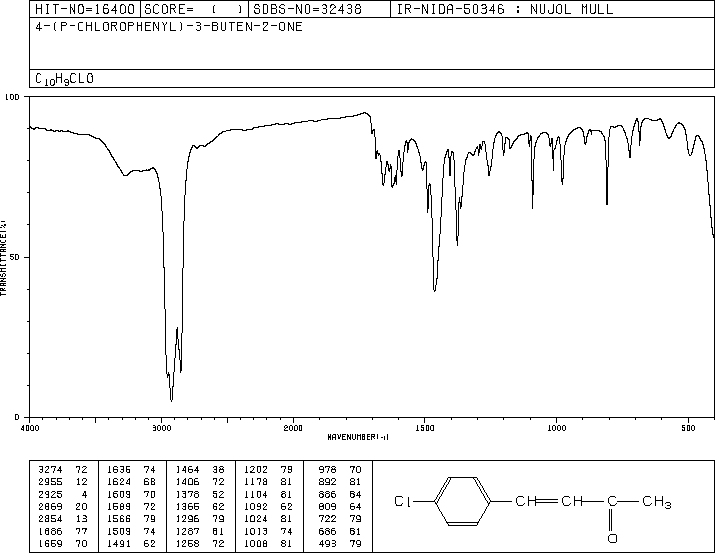 HIT-NO=16400 SCORE= ( ) SDBS-NO=32438 IR-NIDA-50346 : NUJOL MULL
4-(P-CHLOROPHENYL)-3-BUTEN-2-ONE
C10H9CLO
100
50
0
TRANSMITTANCE(%)
4000 3000 2000 1500 1000 500
WAVENUMBER(-1)
3274 72 1636 74 1464 38 1202 79 978 70
2955 12 1624 68 1406 72 1178 81 892 81
2925 4 1609 70 1378 52 1104 81 886 84
2869 20 1589 72 1365 62 1092 62 809 64
2854 13 1566 79 1296 79 1024 81 722 79
1686 77 1509 74 1287 81 1013 74 686 81
1659 70 1491 62 1258 72 1008 81 493 79
Cl CH CH C CH3
O